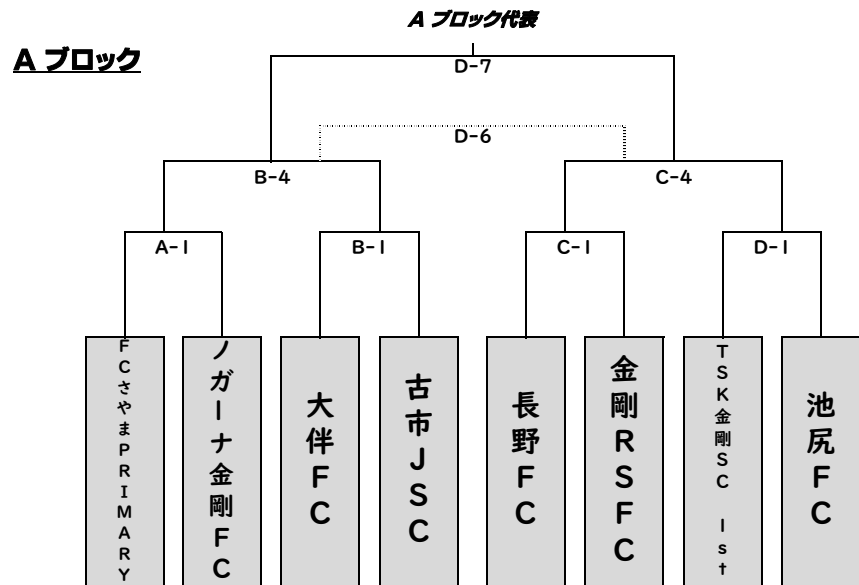 A ブロック代表
A ブロック
D-7
D-6
B-4
C-4
A-1
B-1
C-1
D-1
FCさやまPRIMARY
ノガーナ金剛FC
大伴FC
古市JSC
長野FC
金剛RSFC
TSK金剛SC 1st
池尻FC